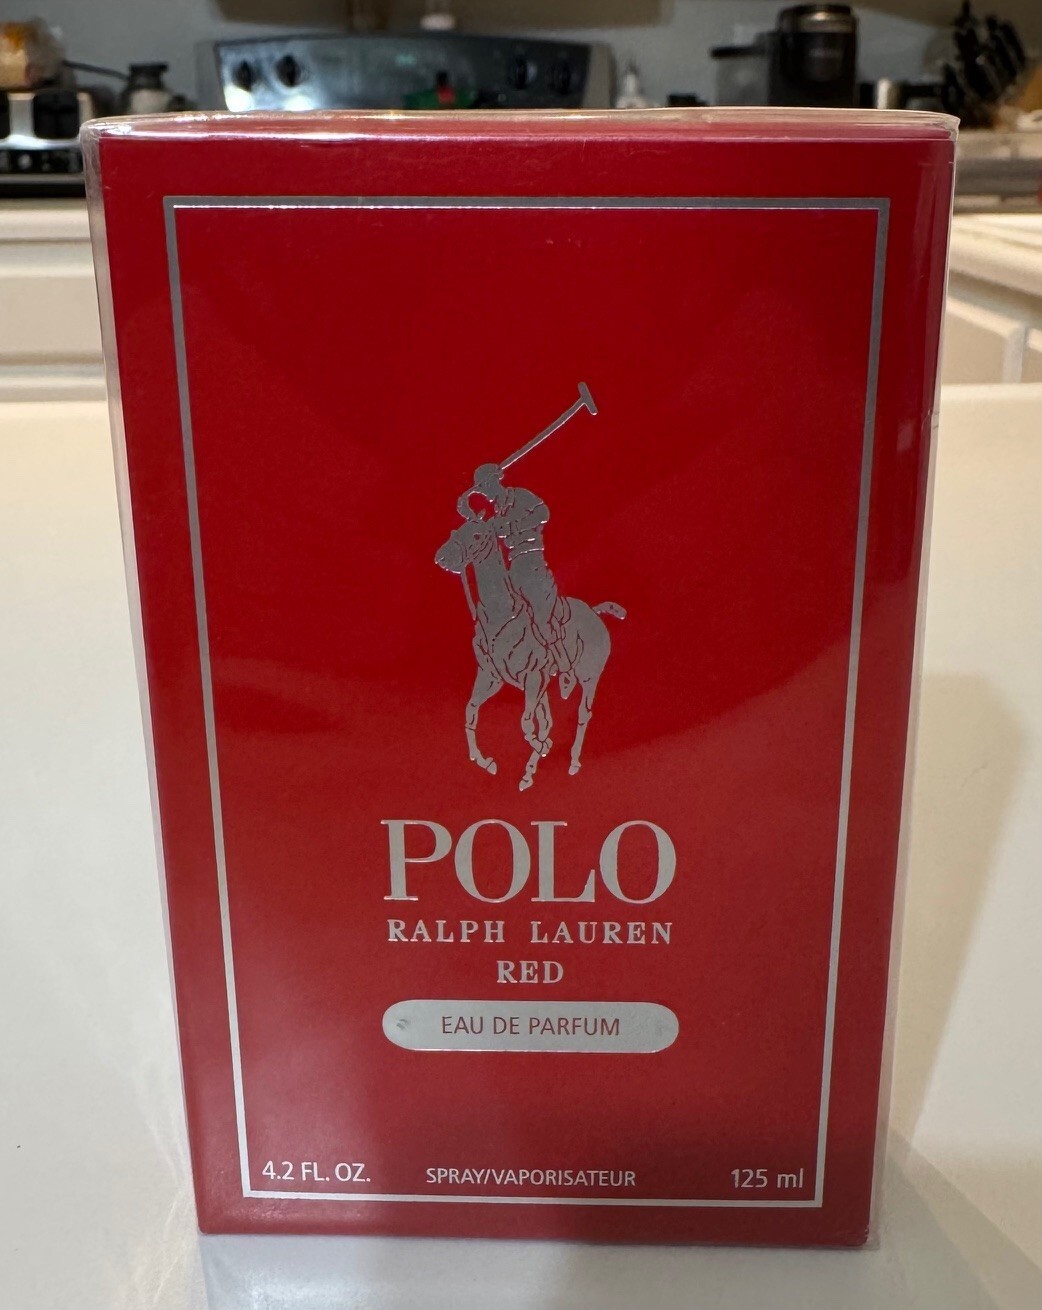 POLO
RALPH LAUREN
RED
EAU DE PARFUM
4.2 FL. OZ. SPRAY/VAPORISATEUR 125 ml